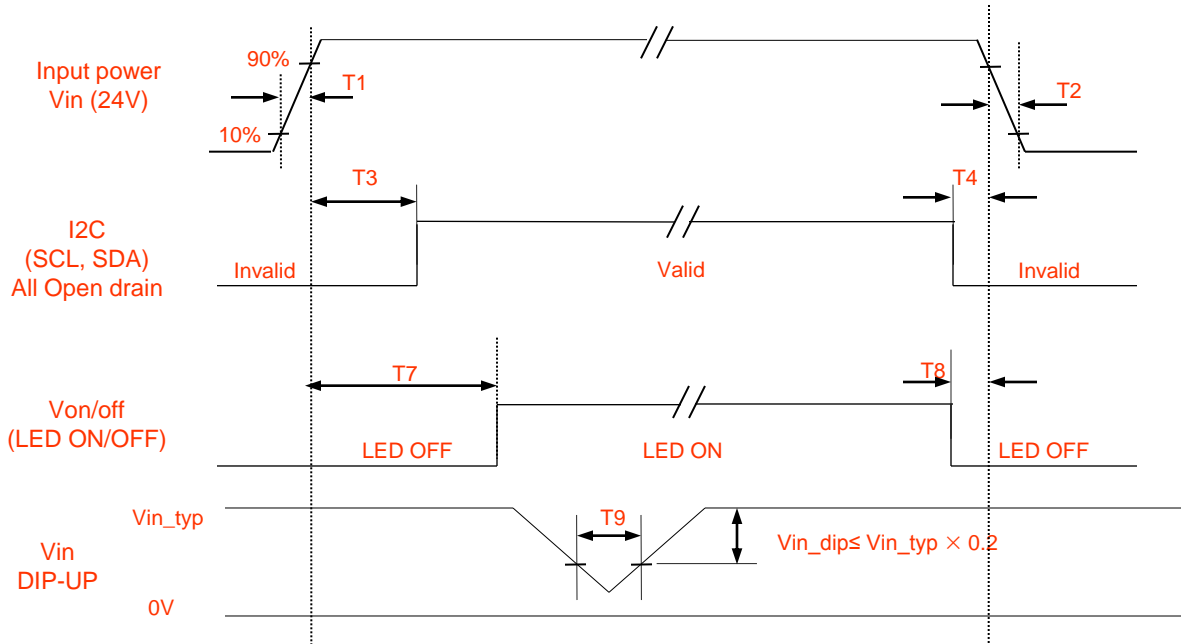 90%
Input power
Vin (24V)
T1
T2
10%
T3
T4
I2C
(SCL, SDA)
All Open drain
Invalid
Valid
Invalid
T7
T8
Von/off
(LED ON/OFF)
LED OFF
LED ON
LED OFF
Vin_typ
T9
Vin_dip≤ Vin_typ × 0.2
Vin
DIP-UP
0V